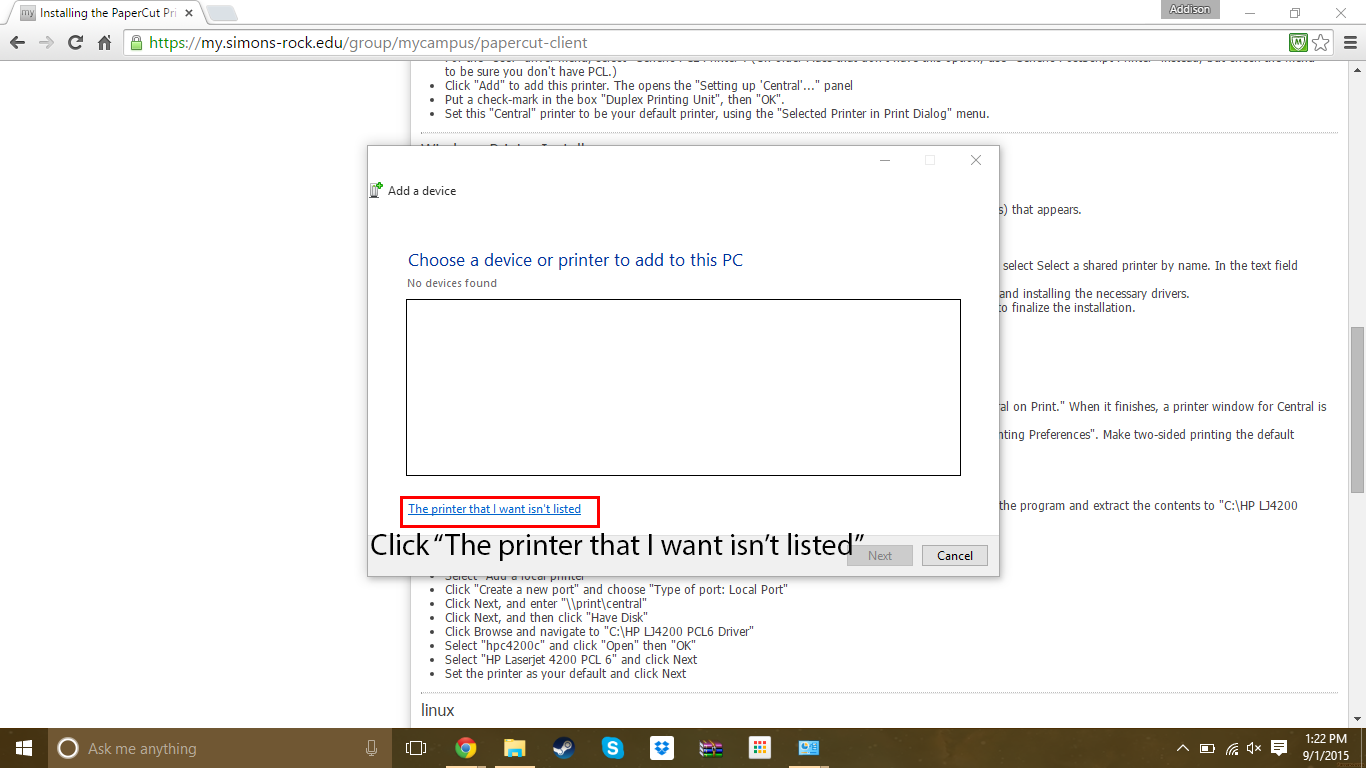 my Installing the PaperCut Pri
Addison
https://my.simons-rock.edu/group/mycampus/papercut-client
to be sure you don't have PCL.)
Click "Add" to add this printer. The opens the "Setting up 'Central'..." panel
Put a check-mark in the box "Duplex Printing Unit", then "OK".
Set this "Central" printer to be your default printer, using the "Selected Printer in Print Dialog" menu.
Add a device
s) that appears.
Choose a device or printer to add to this PC
select Select a shared printer by name. In the text field
No devices found
and installing the necessary drivers.
to finalize the installation.
al on Print." When it finishes, a printer window for Central is
nting Preferences". Make two-sided printing the default
The printer that I want isn't listed
the program and extract the contents to "C:\HP LJ4200
Click “The printer that I want isn’t listed”
Next
Cancel
Select "Add a local printer"
Click "Create a new port" and choose "Type of port: Local Port"
Click Next, and enter "\\print\central"
Click Next, and then click "Have Disk"
Click Browse and navigate to "C:\HP LJ4200 PCL6 Driver"
Select "hpc4200c" and click "Open" then "OK"
Select "HP Laserjet 4200 PCL 6" and click Next
Set the printer as your default and click Next
linux
Ask me anything
1:22 PM
9/1/2015